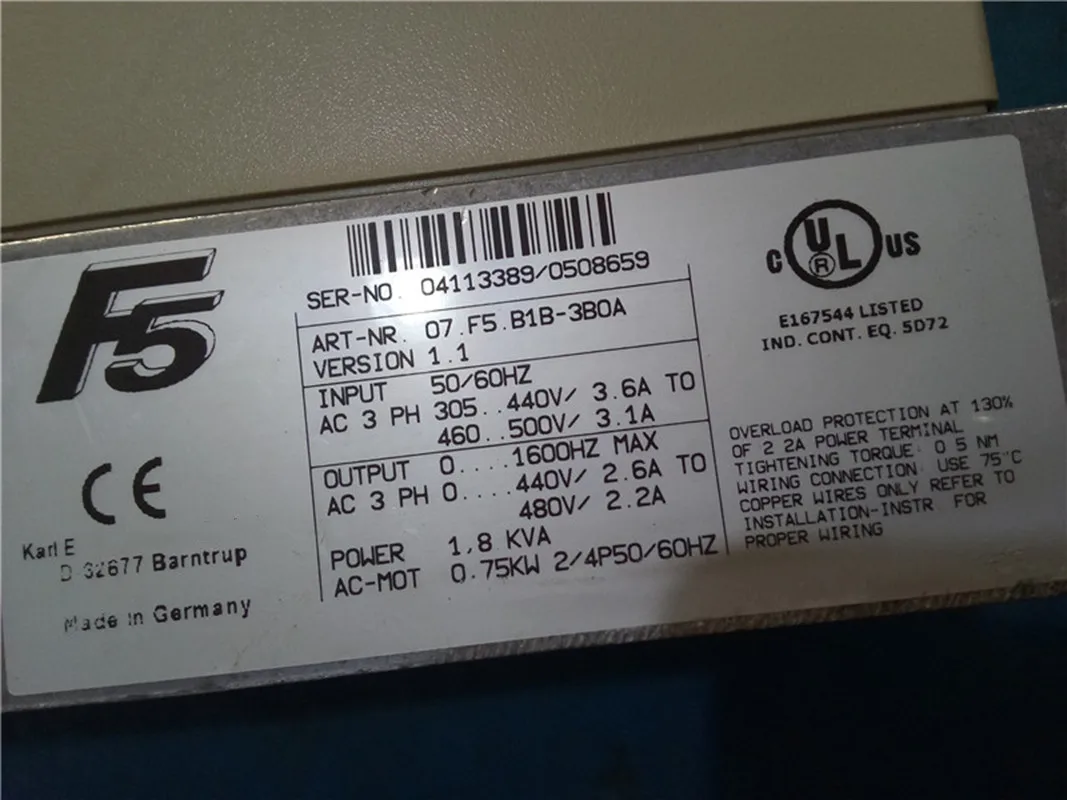 F5
CE
Karl E
D-32677 Barntrup
Made in Germany
SER-NO. 04113389/0508659
ART-NR. 07.F5.B1B-3B0A
VERSION 1.1
INPUT 50/60HZ
AC 3 PH 305..440V/ 3.6A TO
460..500V/ 3.1A
OUTPUT 0....1600HZ MAX
AC 3 PH 0....440V/ 2.6A TO
480V/ 2.2A
POWER 1,8 KVA
AC-MOT 0.75KW 2/4P50/60HZ
C UL US
®
E167544 LISTED
IND. CONT. EQ. 5D72
OVERLOAD PROTECTION AT 130%
OF 2 2A POWER TERMINAL
TIGHTENING TORQUE: 0 5 NM
WIRING CONNECTION: USE 75°C
COPPER WIRES ONLY REFER TO
INSTALLATION-INSTR FOR
PROPER WIRING